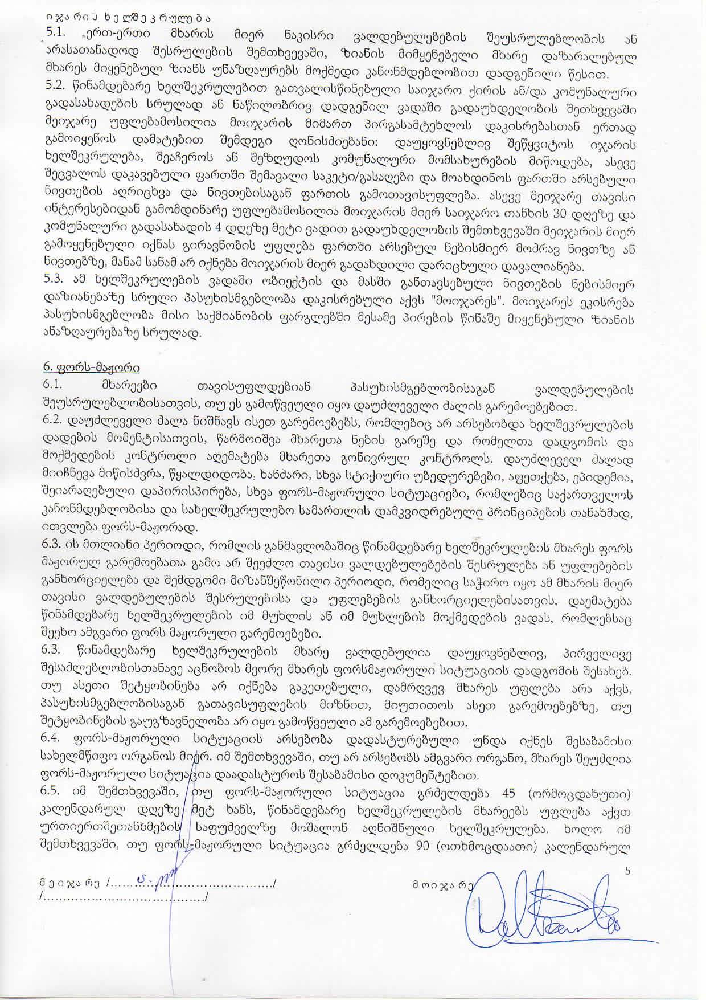 იჯარის ხელშეკრულება
5.1. ერთ-ერთი მხარის მიერ ნაკისრი ვალდებულებების შეუსრულებლობის ან
არასათანადოდ შესრულების შემთხვევაში, ზიანის მიმყენებელი მხარე დაზარალებულ
მხარეს მიყენებულ ზიანს უნაზღაურებს მოქმედი კანონმდებლობით დადგენილი წესით.
5.2. წინამდებარე ხელშეკრულებით გათვალისწინებული საიჯარო ქირის ან/და კომუნალური
გადასახადების სრულად ან ნაწილობრივ დადგენილ ვადაში გადაუხდელობის შეთხვევაში
მეიჯარე უფლებამოსილია მოიჯარის მიმართ პირგასამტეხლოს დაკისრებასთან ერთად
გამოიყენოს დამატებით შემდეგი ღონისძიებანი: დაუყოვნებლივ შეწყვიტოს იჯარის
ხელშეკრულება, შეაჩეროს ან შეზღუდოს კომუნალური მომსახურების მიწოდება, ასევე
შეცვალოს დაკავებული ფართში შემავალი საკეტი/გასაღები და მოახდინოს ფართში არსებული
ნივთების აღრიცხვა და ნივთებისაგან ფართის გამოთავისუფლება. ასევე მეიჯარე თავისი
ინტერესებიდან გამომდინარე უფლებამოსილია მოიჯარის მიერ საიჯარო თანხის 30 დღეზე და
კომუნალური გადასახადის 4 დღეზე მეტი ვადით გადაუხდელობის შემთხვევაში მეიჯარის მიერ
გამოყენებული იქნას გირავნობის უფლება ფართში არსებულ ნებისმიერ მოძრავ ნივთზე ან
ნივთებზე, მანამ სანამ არ იქნება მოიჯარის მიერ გადახდილი დარიცხული დავალიანება.
5.3. ამ ხელშეკრულების ვადაში ობიექტის და მასში განთავსებული ნივთების ნებისმიერ
დაზიანებაზე სრული პასუხისმგებლობა დაკისრებული აქვს "მოიჯარეს". მოიჯარეს ეკისრება
პასუხისმგებლობა მისი საქმიანობის ფარგლებში მესამე პირების წინაშე მიყენებული ზიანის
ანაზღაურებაზე სრულად.
6. ფორს-მაჟორი
6.1. მხარეები თავისუფლდებიან პასუხისმგებლობისაგან ვალდებულების
შეუსრულებლობისათვის, თუ ეს გამოწვეული იყო დაუძლეველი ძალის გარემოებებით.
6.2. დაუძლეველი ძალა ნიშნავს ისეთ გარემოებებს, რომლებიც არ არსებობდა ხელშეკრულების
დადების მომენტისათვის, წარმოიშვა მხარეთა ნების გარეშე და რომელთა დადგომის და
მოქმედების კონტროლი აღემატება მხარეთა გონივრულ კონტროლს. დაუძლეველ ძალად
მიიჩნევა მიწისძვრა, წყალდიდობა, ხანძარი, სხვა სტიქიური უბედურებები, აფეთქება, ეპიდემია,
შეიარაღებული დაპირისპირება, სხვა ფორს-მაჟორული სიტუაციები, რომლებიც საქართველოს
კანონმდებლობისა და სახელშეკრულებო სამართლის დამკვიდრებული პრინციპების თანახმად,
ითვლება ფორს-მაჟორად.
6.3. ის მთლიანი პერიოდი, რომლის განმავლობაშიც წინამდებარე ხელშეკრულების მხარეს ფორს
მაჟორულ გარემოებათა გამო არ შეეძლო თავისი ვალდებულებების შესრულება ან უფლებების
განხორციელება და შემდგომი მიზანშეწონილი პერიოდი, რომელიც საჭირო იყო ამ მხარის მიერ
თავისი ვალდებულების შესრულებისა და უფლებების განხორციელებისათვის, დაემატება
წინამდებარე ხელშეკრულების იმ მუხლის ან იმ მუხლების მოქმედების ვადას, რომლებსაც
შეეხო ამგვარი ფორს მაჟორული გარემოებები.
6.3. წინამდებარე ხელშეკრულების მხარე ვალდებულია დაუყოვნებლივ, პირველივე
შესაძლებლობისთანავე აცნობოს მეორე მხარეს ფორსმაჟორული სიტუაციის დადგომის შესახებ.
თუ ასეთი შეტყობინება არ იქნება გაკეთებული, დამრღვევ მხარეს უფლება არა აქვს,
პასუხისმგებლობისაგან გათავისუფლების მიზნით, მიუთითოს ასეთ გარემოებებზე, თუ
შეტყობინების გაუგზავნელობა არ იყო გამოწვეული ამ გარემოებებით.
6.4. ფორს-მაჟორული სიტუაციის არსებობა დადასტურებული უნდა იქნეს შესაბამისი
სახელმწიფო ორგანოს მიერ. იმ შემთხვევაში, თუ არ არსებობს ამგვარი ორგანო, მხარეს შეუძლია
ფორს-მაჟორული სიტუაცია დაადასტუროს შესაბამისი დოკუმენტებით.
6.5. იმ შემთხვევაში, თუ ფორს-მაჟორული სიტუაცია გრძელდება 45 (ორმოცდახუთი)
კალენდარულ დღეზე მეტ ხანს, წინამდებარე ხელშეკრულების მხარეებს უფლება აქვთ
ურთიერთშეთანხმების საფუძველზე მოშალონ აღნიშნული ხელშეკრულება. ხოლო იმ
შემთხვევაში, თუ ფორს-მაჟორული სიტუაცია გრძელდება 90 (ოთხმოცდაათი) კალენდარულ
5
მეიჯარე /........................................./ მოიჯარე
/........................................./